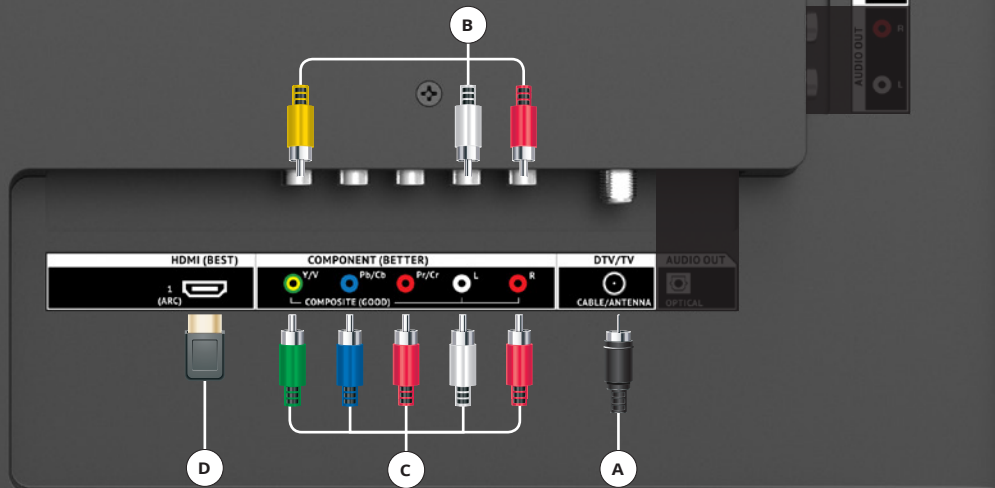 B
AUDIO OUT
R
L
HDMI (BEST)
COMPONENT (BETTER)
DTV/TV
AUDIO OUT
Y/V
Pb/Cb
Pr/Cr
L
R
1
(ARC)
COMPOSITE (GOOD)
CABLE/ANTENNA
OPTICAL
D
C
A